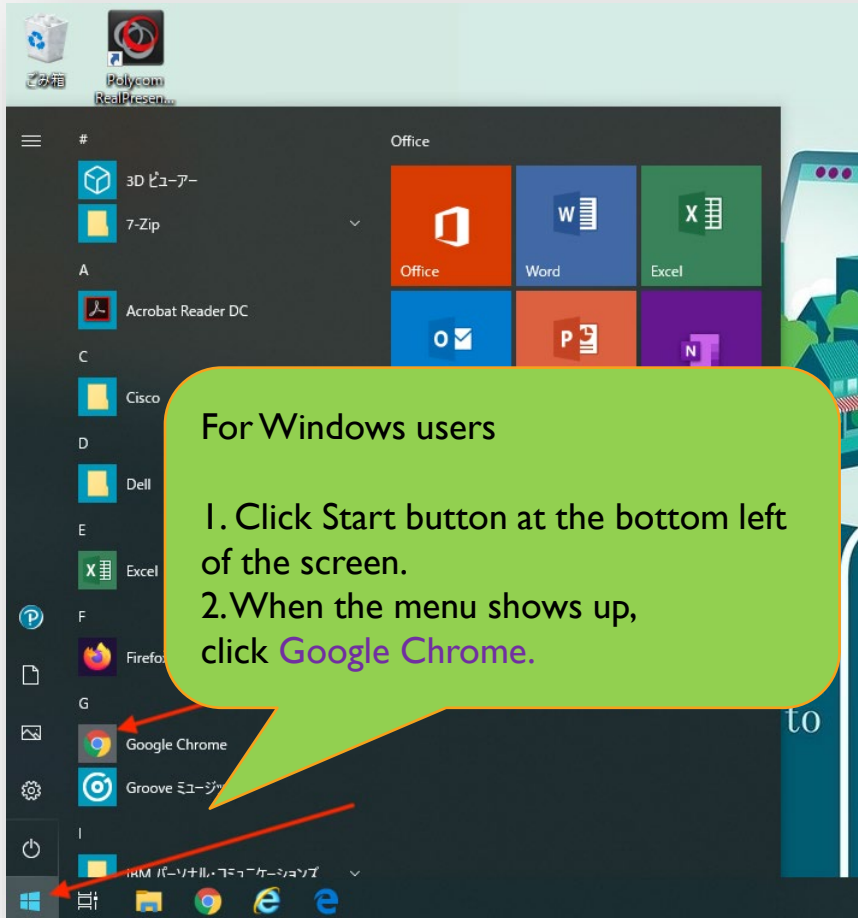 ごみ箱
Polycom
RealPresen...
#
3D ビューアー
7-Zip
A
Acrobat Reader DC
C
Cisco
D
Dell
E
Excel
F
Firefo
G
Google Chrome
Groove ミュージッ
I
IBM パーソナル・コミュニケーションズ
Office
Office
Word
Excel
For Windows users
1. Click Start button at the bottom left
of the screen.
2. When the menu shows up,
click Google Chrome.
to